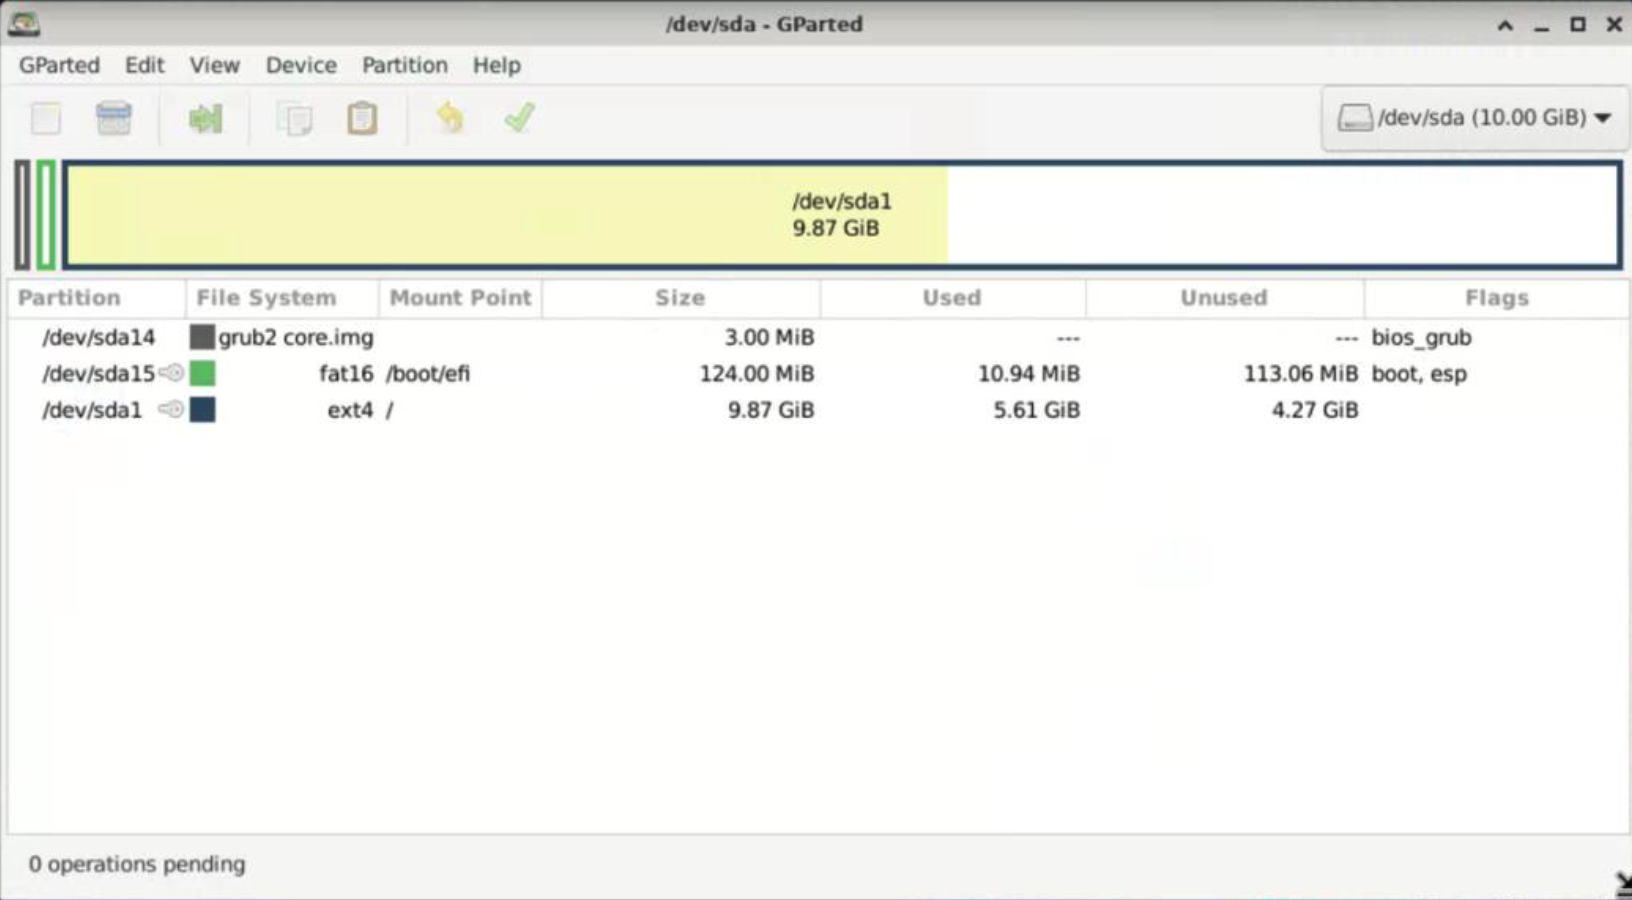 /dev/sda - GParted
GParted Edit View Device Partition Help
/dev/sda (10.00 GiB)
/dev/sda1
9.87 GiB
Partition File System Mount Point Size Used Unused Flags
/dev/sda14 grub2 core.img 3.00 MiB --- --- bios_grub
/dev/sda15 fat16 /boot/efi 124.00 MiB 10.94 MiB 113.06 MiB boot, esp
/dev/sda1 ext4 / 9.87 GiB 5.61 GiB 4.27 GiB
0 operations pending